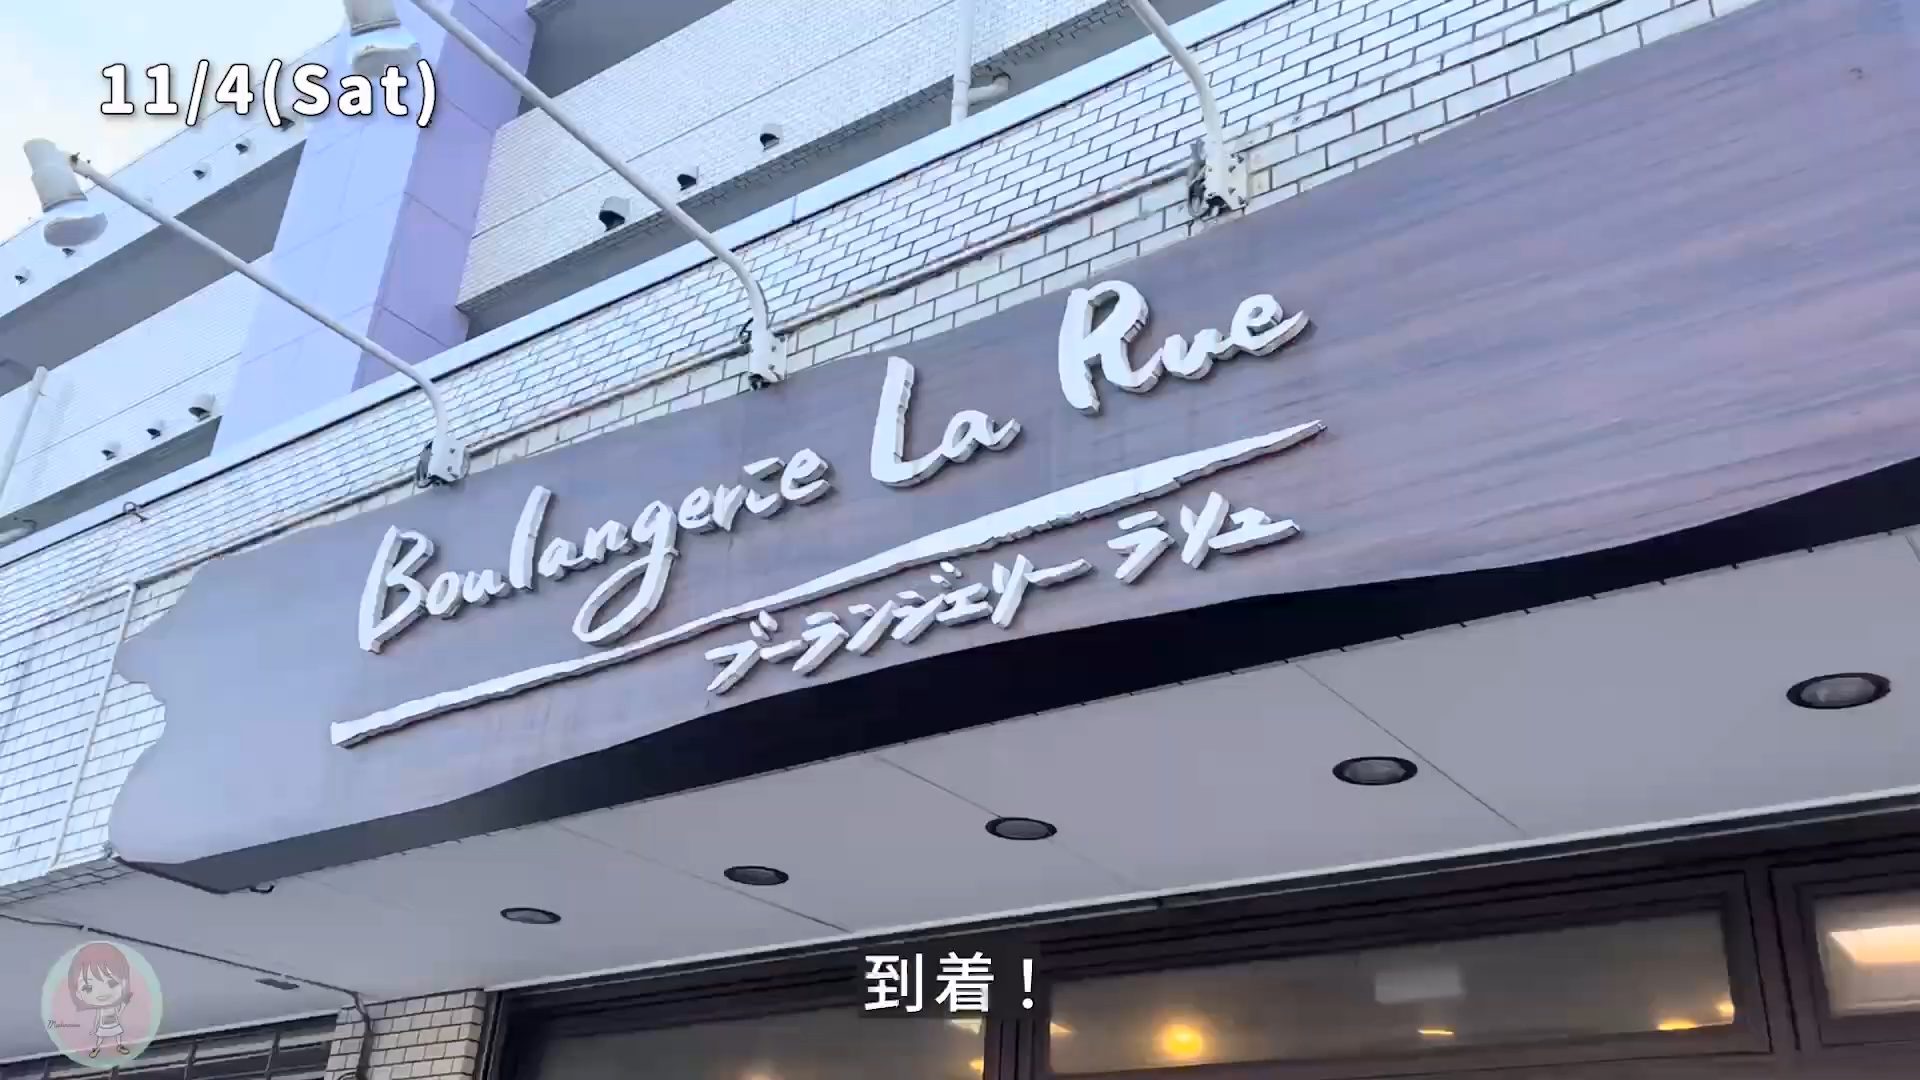 11/4(Sat)
Boulangerie La Rue
ブーランジェリー ラ リュエ
到着！